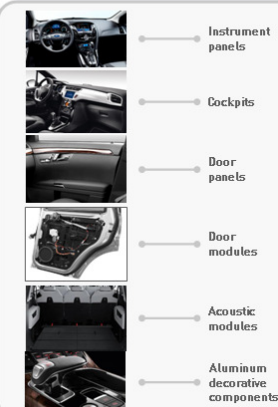 Instrument
panels
Cockpits
Door
panels
Door
modules
Acoustic
modules
Aluminum
decorative
components